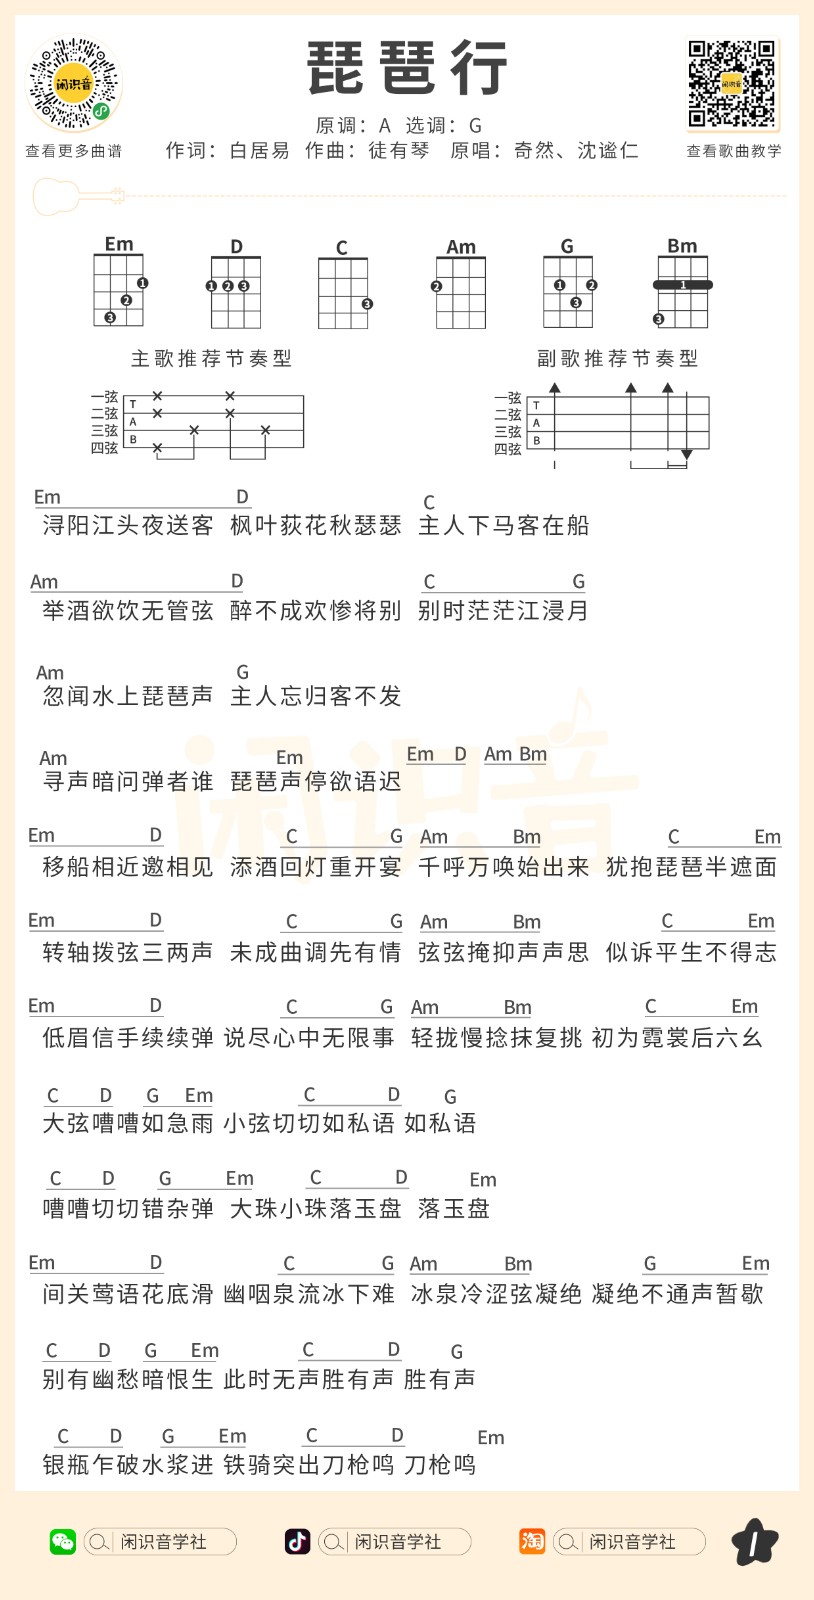 琵琶行
闲识音
闲识音
原调：A 选调：G
查看更多曲谱 作词：白居易 作曲：徒有琴 原唱：奇然、沈谧仁 查看歌曲教学
Em D C Am G Bm
1 2 3
1 2 3
3
2
1 2 3
1 3
主歌推荐节奏型 副歌推荐节奏型
一弦 一弦
二弦 二弦
三弦 三弦
四弦 四弦
T A B
T A B
Em D C
浔阳江头夜送客 枫叶荻花秋瑟瑟 主人下马客在船
Am D C G
举酒欲饮无管弦 醉不成欢惨将别 别时茫茫江浸月
Am G
忽闻水上琵琶声 主人忘归客不发
Am Em Em D Am Bm
寻声暗问弹者谁 琵琶声停欲语迟
闲识音
Em D C G Am Bm C Em
移船相近邀相见 添酒回灯重开宴 千呼万唤始出来 犹抱琵琶半遮面
Em D C G Am Bm C Em
转轴拨弦三两声 未成曲调先有情 弦弦掩抑声声思 似诉平生不得志
Em D C G Am Bm C Em
低眉信手续续弹 说尽心中无限事 轻拢慢捻抹复挑 初为霓裳后六幺
C D G Em C D G
大弦嘈嘈如急雨 小弦切切如私语 如私语
C D G Em C D Em
嘈嘈切切错杂弹 大珠小珠落玉盘 落玉盘
Em D C G Am Bm G Em
间关莺语花底滑 幽咽泉流冰下难 冰泉冷涩弦凝绝 凝绝不通声暂歇
C D G Em C D G
别有幽愁暗恨生 此时无声胜有声 胜有声
C D G Em C D Em
银瓶乍破水浆迸 铁骑突出刀枪鸣 刀枪鸣
闲识音学社 闲识音学社 淘 闲识音学社 1